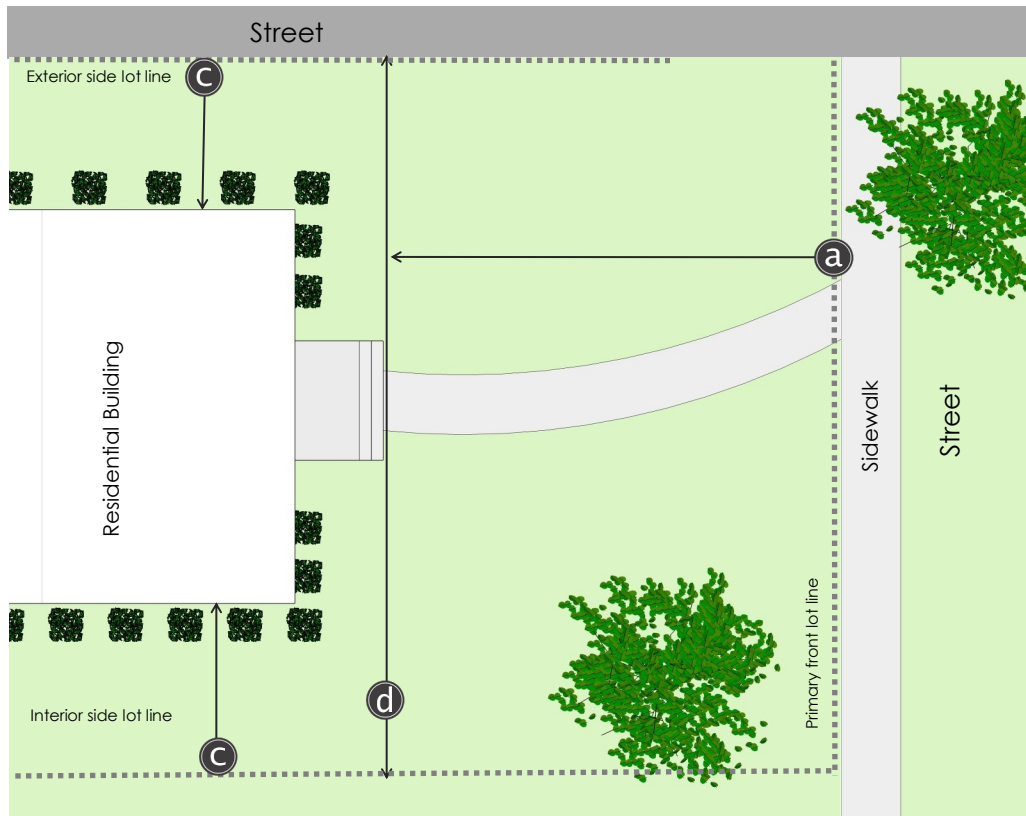 Street
Exterior side lot line
c
a
Residential Building
Sidewalk
Street
d
Primary front lot line
Interior side lot line
c